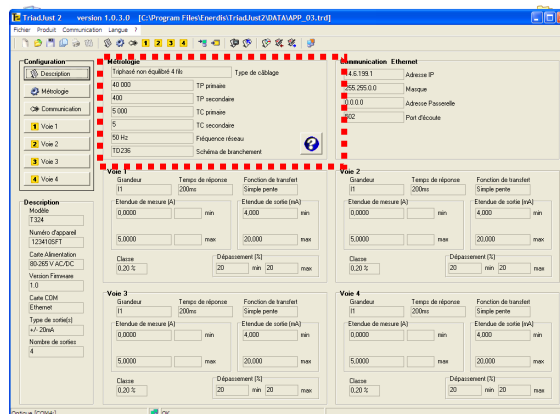 TriadJust 2 version 1.0.3.0 [C:\Program Files\Enerdis\TriadJust2\DATA\APP_03.trd]
Fichier Produit Communication Langue ?
1 2 3 4
Configuration
Description
Métrologie
Communication
1 Voie 1
2 Voie 2
3 Voie 3
4 Voie 4
Description
Modèle
T324
Numéro d'appareil
123410SFT
Carte Alimentation
80-265 V AC/DC
Version Firmware
1.0
Carte COM
Ethernet
Type de sortie(s)
+/- 20mA
Nombre de sorties
4
Métrologie
Triphasé non équilibré 4 fils Type de câblage
40 000 TP primaire
400 TP secondaire
5 000 TC primaire
5 TC secondaire
50 Hz Fréquence réseau
TD236 Schéma de branchement
?
Communication Ethernet
14.6.199.1 Adresse IP
255.255.0.0 Masque
0.0.0.0 Adresse Passerelle
502 Port d'écoute
Voie 1
Grandeur Temps de réponse Fonction de transfert
I1 200ms Simple pente
Etendue de mesure (A) Etendue de sortie (mA)
0,0000 min 4,000 min
5,0000 max 20,000 max
Classe Dépassement (%)
0,20 % 20 min 20 max
Voie 2
Grandeur Temps de réponse Fonction de transfert
I1 200ms Simple pente
Etendue de mesure (A) Etendue de sortie (mA)
0,0000 min 4,000 min
5,0000 max 20,000 max
Classe Dépassement (%)
0,20 % 20 min 20 max
Voie 3
Grandeur Temps de réponse Fonction de transfert
I1 200ms Simple pente
Etendue de mesure (A) Etendue de sortie (mA)
0,0000 min 4,000 min
5,0000 max 20,000 max
Classe Dépassement (%)
0,20 % 20 min 20 max
Voie 4
Grandeur Temps de réponse Fonction de transfert
I1 200ms Simple pente
Etendue de mesure (A) Etendue de sortie (mA)
0,0000 min 4,000 min
5,0000 max 20,000 max
Classe Dépassement (%)
0,20 % 20 min 20 max
OK